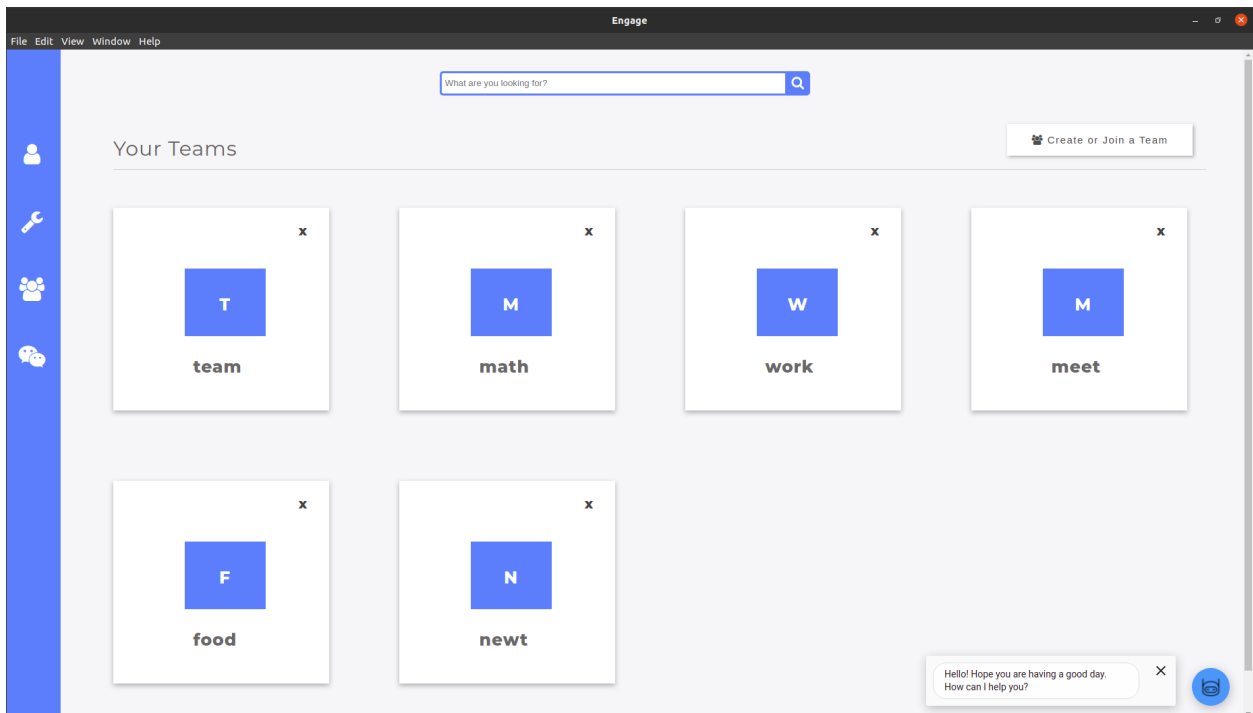 Engage
File Edit View Window Help
What are you looking for?
Your Teams
Create or Join a Team
x x x x
T M W M
team math work meet
x x
F N
food newt
Hello! Hope you are having a good day.
How can I help you?